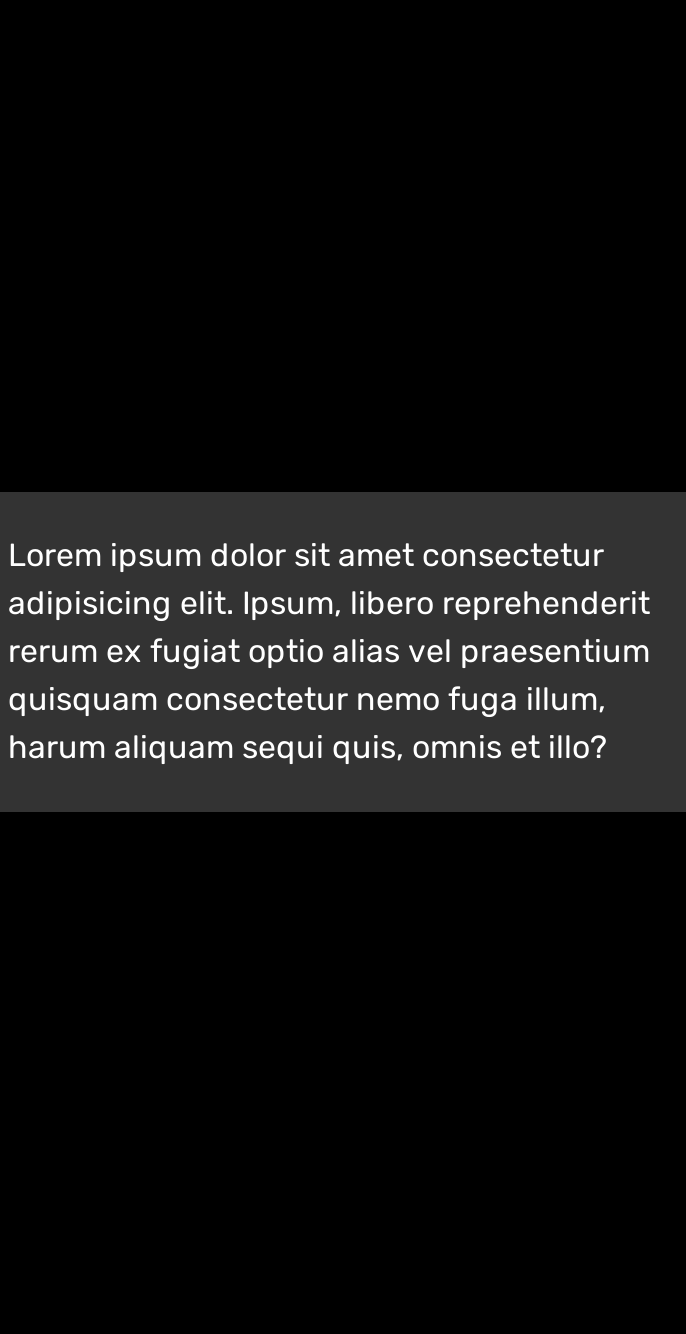 Lorem ipsum dolor sit amet consectetur
adipisicing elit. Ipsum, libero reprehenderit
rerum ex fugiat optio alias vel praesentium
quisquam consectetur nemo fuga illum,
harum aliquam sequi quis, omnis et illo?